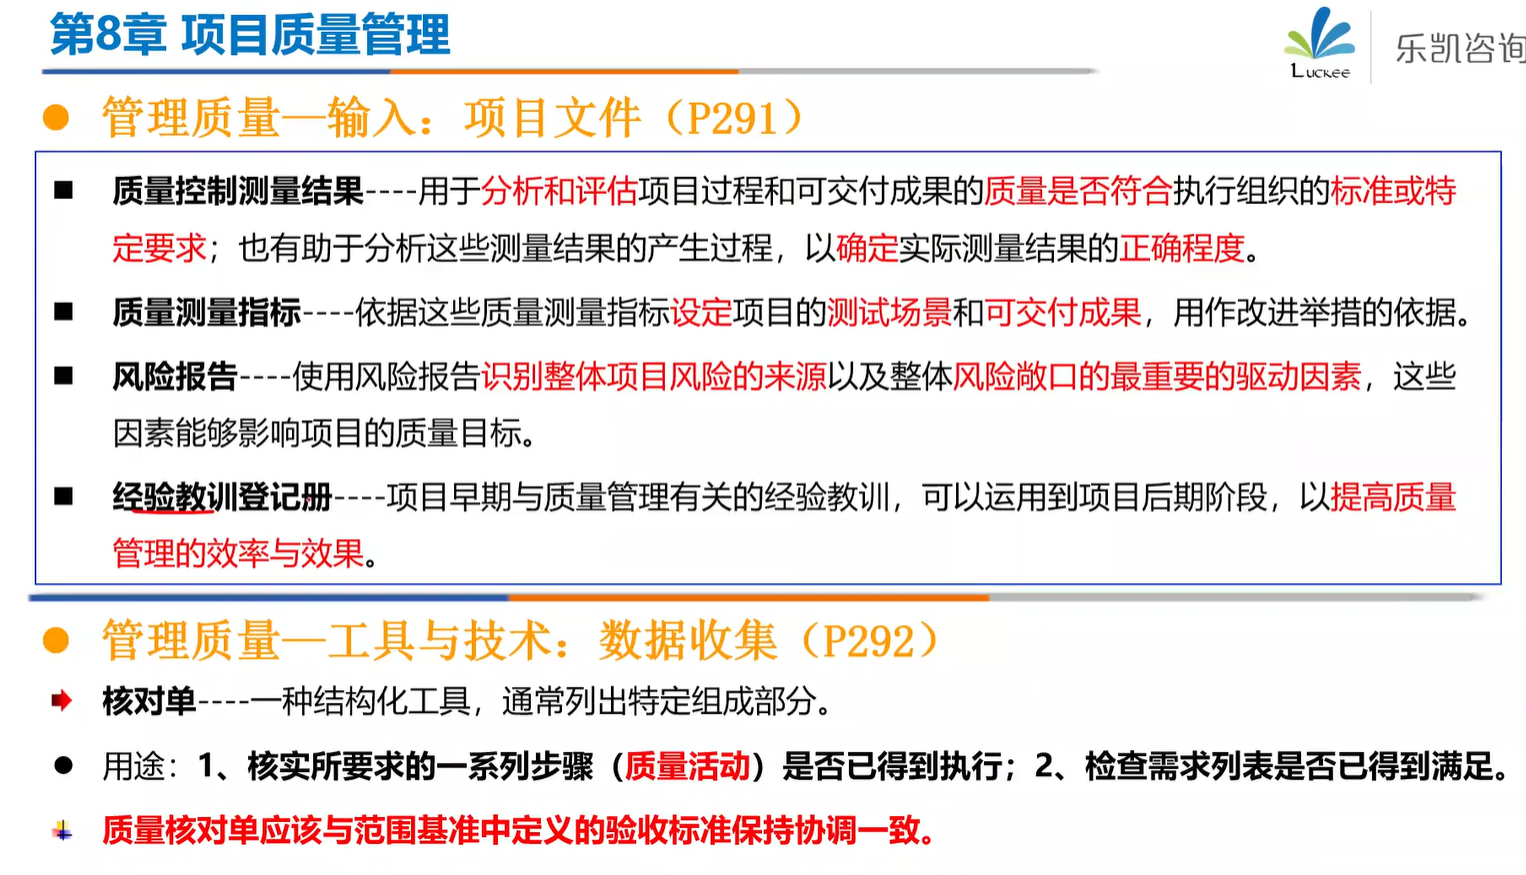 第8章 项目质量管理
Luckee
乐凯咨询
管理质量—输入：项目文件（P291）
质量控制测量结果----用于分析和评估项目过程和可交付成果的质量是否符合执行组织的标准或特
定要求；也有助于分析这些测量结果的产生过程，以确定实际测量结果的正确程度。
质量测量指标----依据这些质量测量指标设定项目的测试场景和可交付成果，用作改进举措的依据。
风险报告----使用风险报告识别整体项目风险的来源以及整体风险敞口的最重要的驱动因素，这些
因素能够影响项目的质量目标。
经验教训登记册----项目早期与质量管理有关的经验教训，可以运用到项目后期阶段，以提高质量
管理的效率与效果。
管理质量—工具与技术：数据收集（P292）
核对单----一种结构化工具，通常列出特定组成部分。
用途：1、核实所要求的一系列步骤（质量活动）是否已得到执行；2、检查需求列表是否已得到满足。
质量核对单应该与范围基准中定义的验收标准保持协调一致。